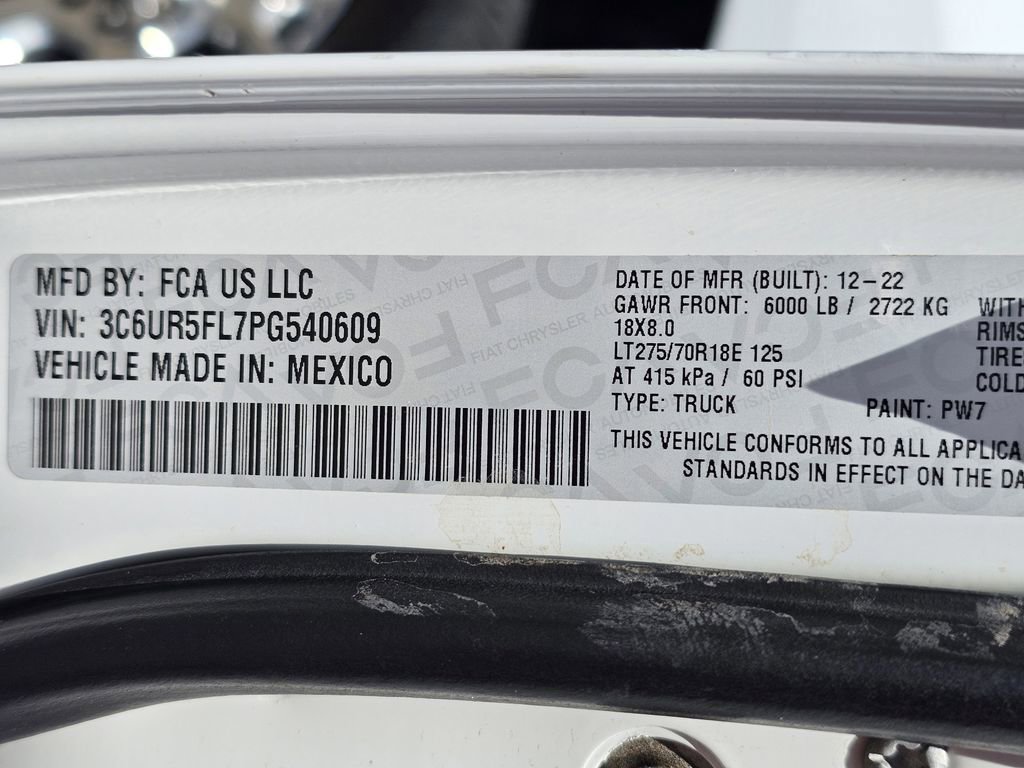 MFD BY: FCA US LLC
VIN: 3C6UR5FL7PG540609
VEHICLE MADE IN: MEXICO
DATE OF MFR (BUILT): 12-22
GAWR FRONT: 6000 LB / 2722 KG WITH
18X8.0 RIMS
LT275/70R18E 125 TIRE
AT 415 kPa / 60 PSI COLD
TYPE: TRUCK PAINT: PW7
THIS VEHICLE CONFORMS TO ALL APPLICA
STANDARDS IN EFFECT ON THE DA